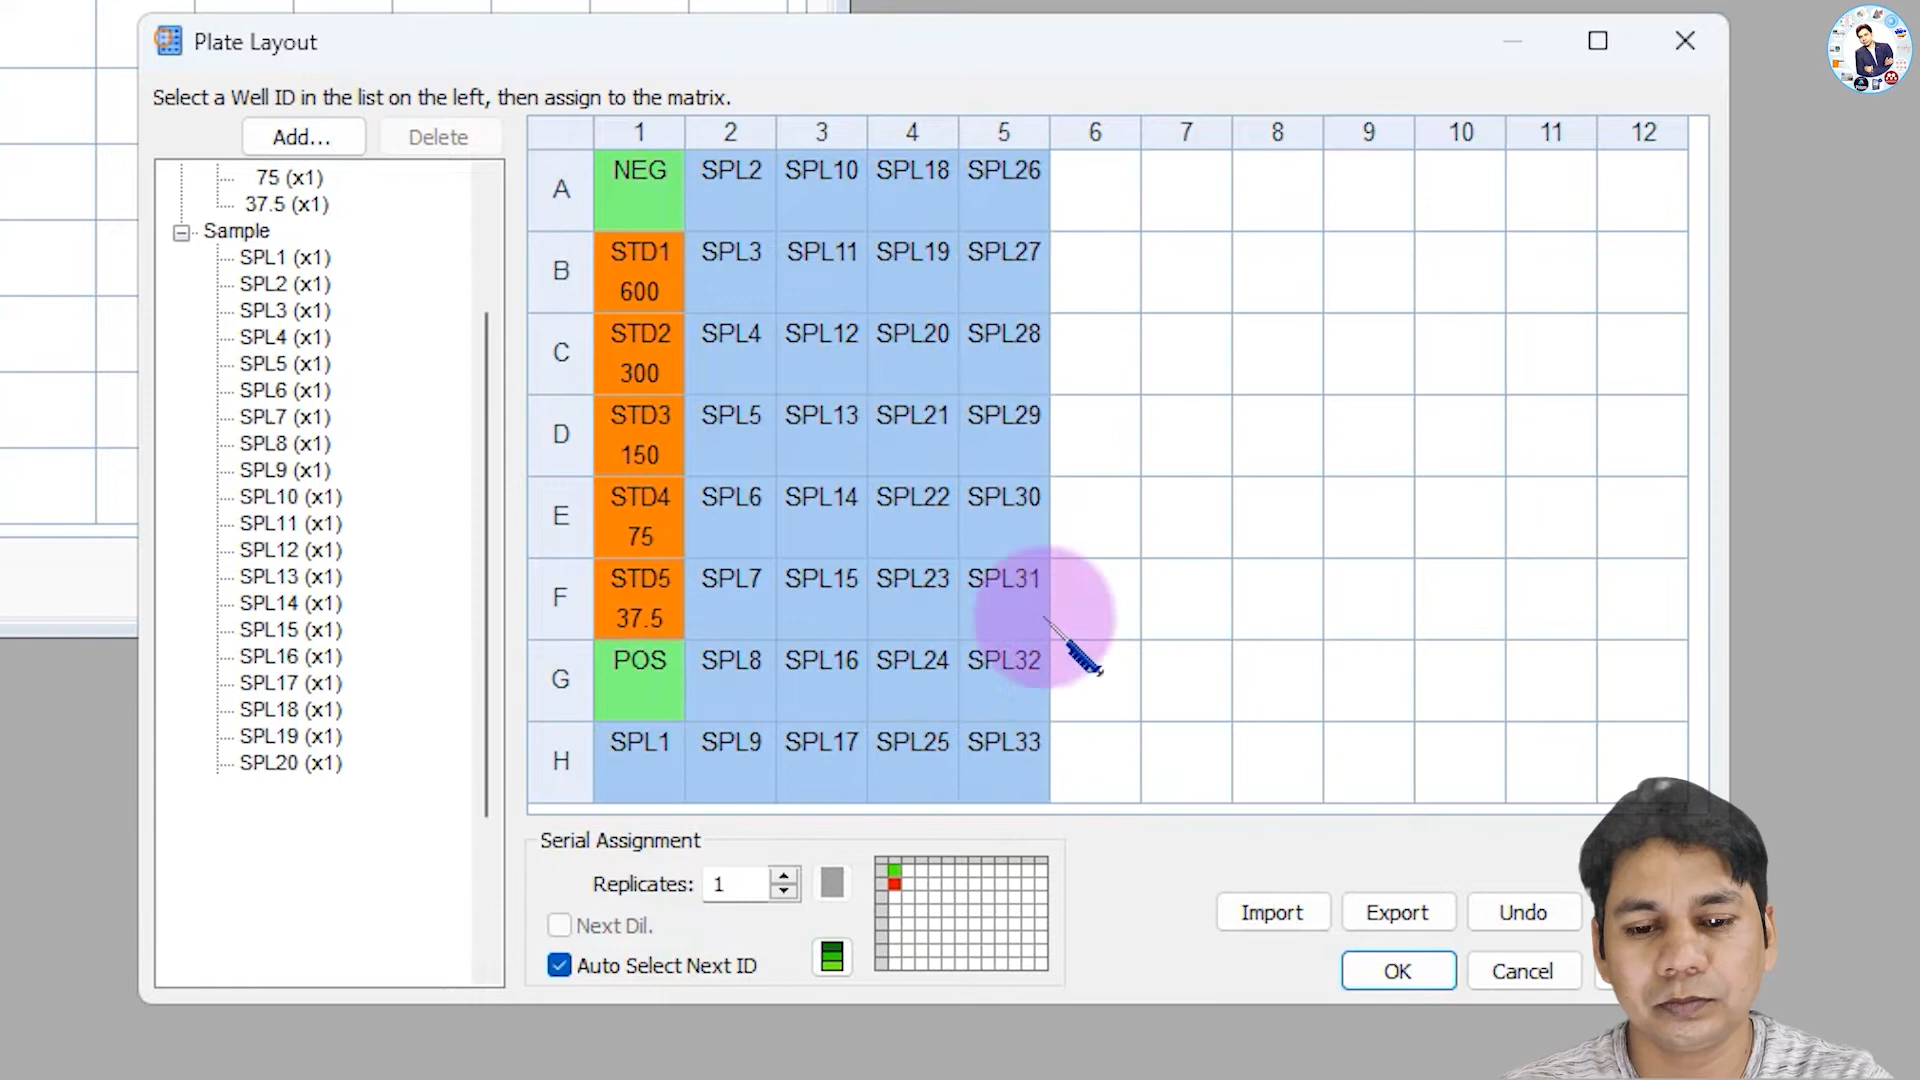 Plate Layout
Select a Well ID in the list on the left, then assign to the matrix.
Add...
Delete
75 (x1)
37.5 (x1)
Sample
SPL1 (x1)
SPL2 (x1)
SPL3 (x1)
SPL4 (x1)
SPL5 (x1)
SPL6 (x1)
SPL7 (x1)
SPL8 (x1)
SPL9 (x1)
SPL10 (x1)
SPL11 (x1)
SPL12 (x1)
SPL13 (x1)
SPL14 (x1)
SPL15 (x1)
SPL16 (x1)
SPL17 (x1)
SPL18 (x1)
SPL19 (x1)
SPL20 (x1)
1 2 3 4 5 6 7 8 9 10 11 12
A NEG SPL2 SPL10 SPL18 SPL26
B STD1 SPL3 SPL11 SPL19 SPL27
600
C STD2 SPL4 SPL12 SPL20 SPL28
300
D STD3 SPL5 SPL13 SPL21 SPL29
150
E STD4 SPL6 SPL14 SPL22 SPL30
75
F STD5 SPL7 SPL15 SPL23 SPL31
37.5
G POS SPL8 SPL16 SPL24 SPL32
H SPL1 SPL9 SPL17 SPL25 SPL33
Serial Assignment
Replicates: 1
Next Dil.
Auto Select Next ID
Import
Export
Undo
OK
Cancel